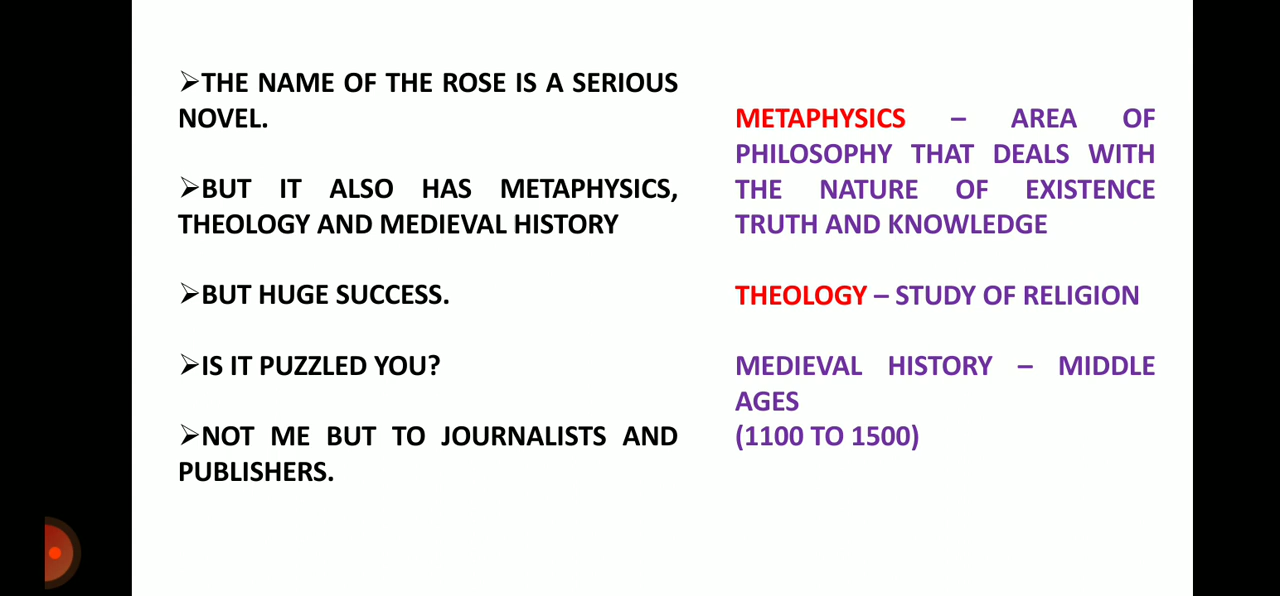 ➢THE NAME OF THE ROSE IS A SERIOUS
NOVEL.
➢BUT IT ALSO HAS METAPHYSICS,
THEOLOGY AND MEDIEVAL HISTORY
➢BUT HUGE SUCCESS.
➢IS IT PUZZLED YOU?
➢NOT ME BUT TO JOURNALISTS AND
PUBLISHERS.
METAPHYSICS – AREA OF
PHILOSOPHY THAT DEALS WITH
THE NATURE OF EXISTENCE
TRUTH AND KNOWLEDGE
THEOLOGY – STUDY OF RELIGION
MEDIEVAL HISTORY – MIDDLE
AGES
(1100 TO 1500)